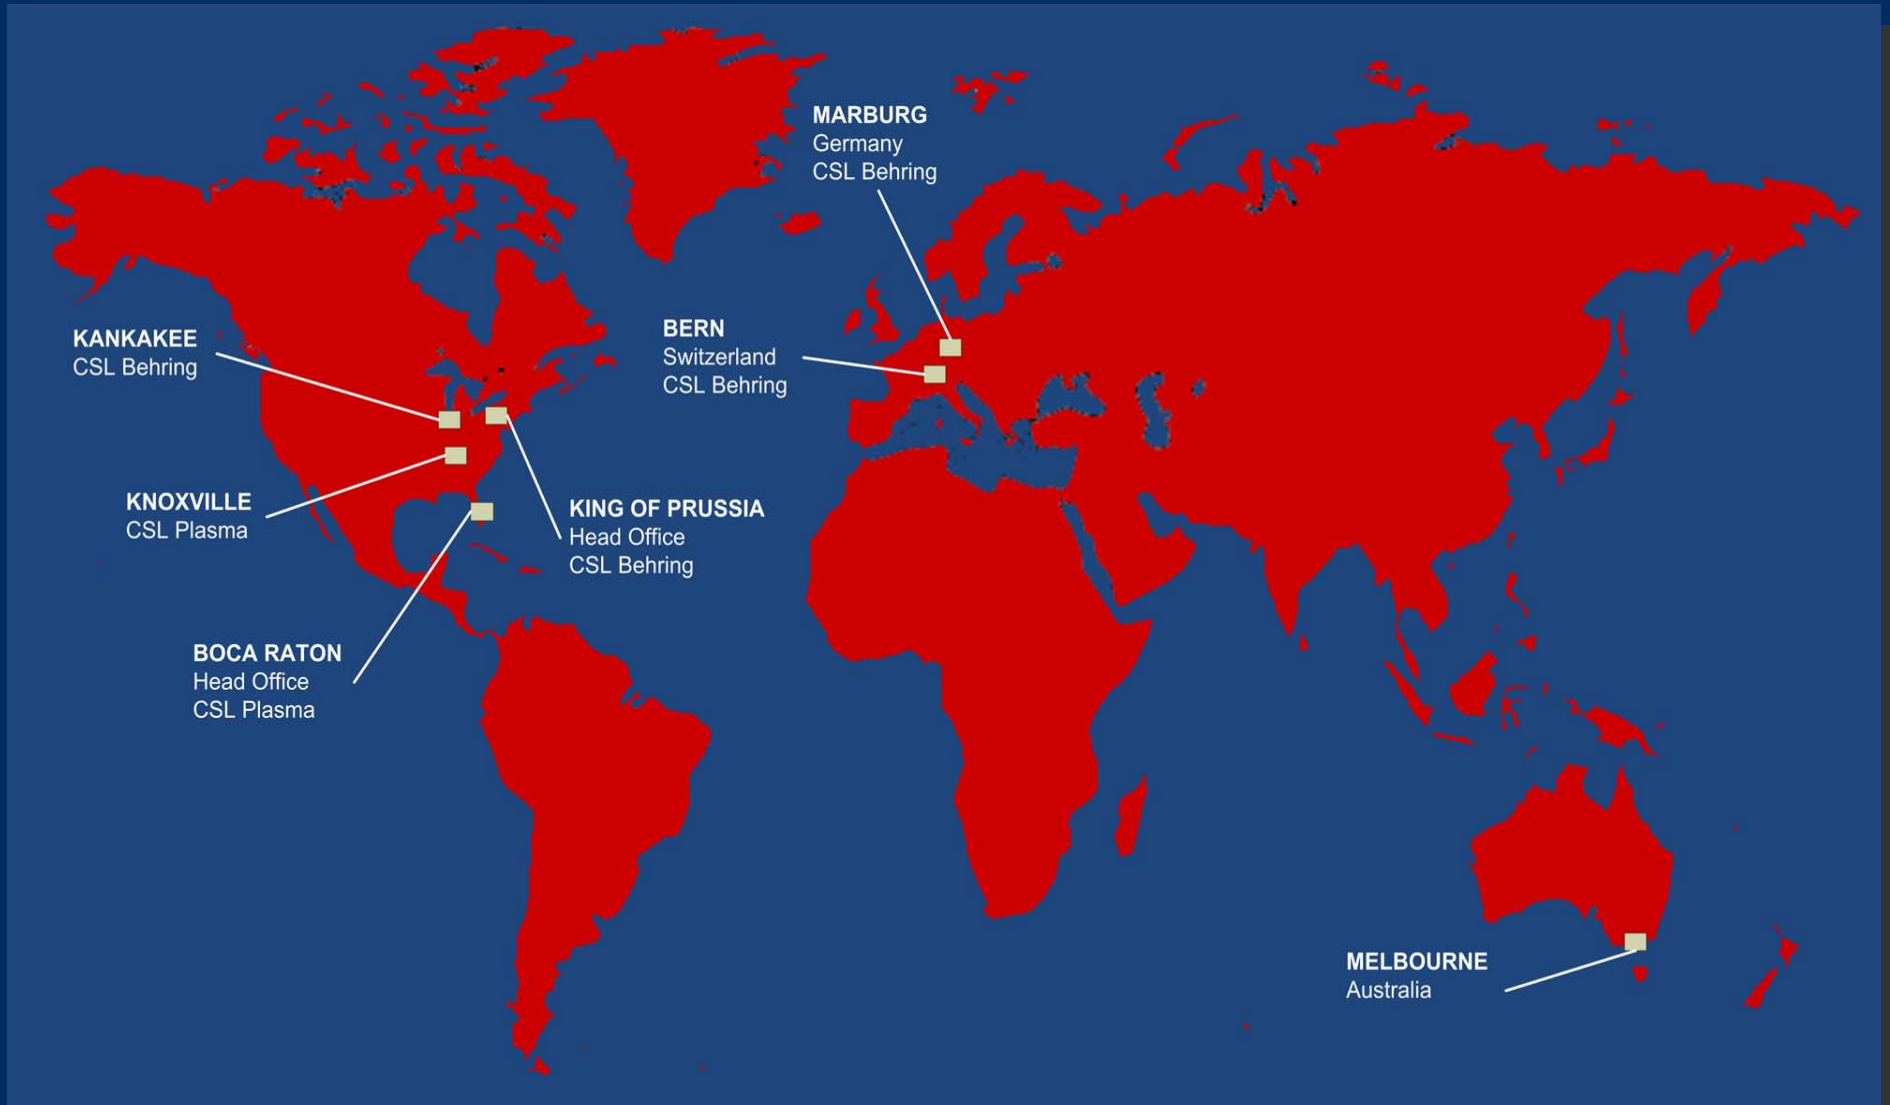 MARBURG
Germany
CSL Behring
KANKAKEE
CSL Behring
BERN
Switzerland
CSL Behring
KNOXVILLE
CSL Plasma
KING OF PRUSSIA
Head Office
CSL Behring
BOCA RATON
Head Office
CSL Plasma
MELBOURNE
Australia